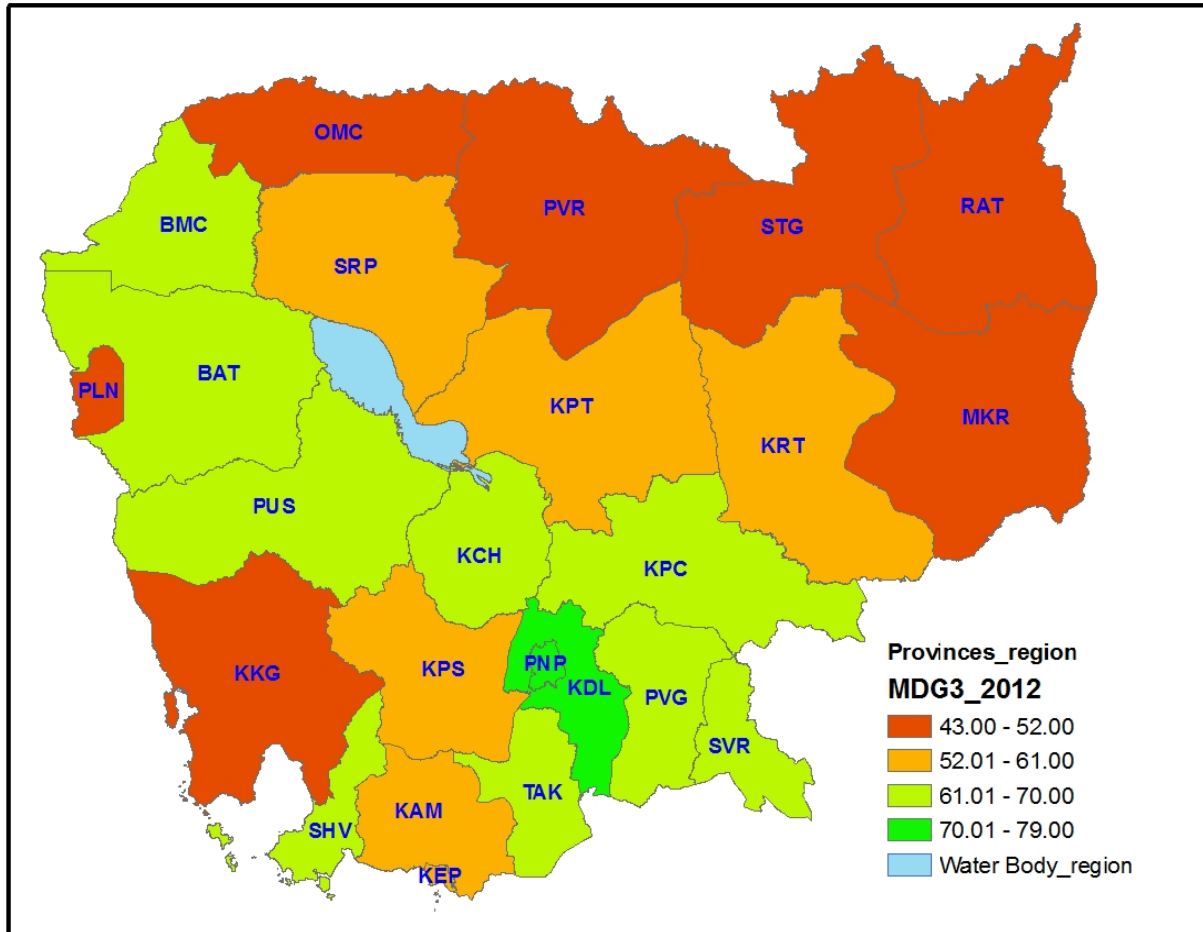 OMC
PVR
STG
RAT
BMC
SRP
PLN
BAT
KPT
KRT
MKR
PUS
KCH
KPC
KKG
KPS
PNP
KDL
PVG
SVR
TAK
KAM
SHV
KEP
Provinces_region
MDG3_2012
43.00 - 52.00
52.01 - 61.00
61.01 - 70.00
70.01 - 79.00
Water Body_region